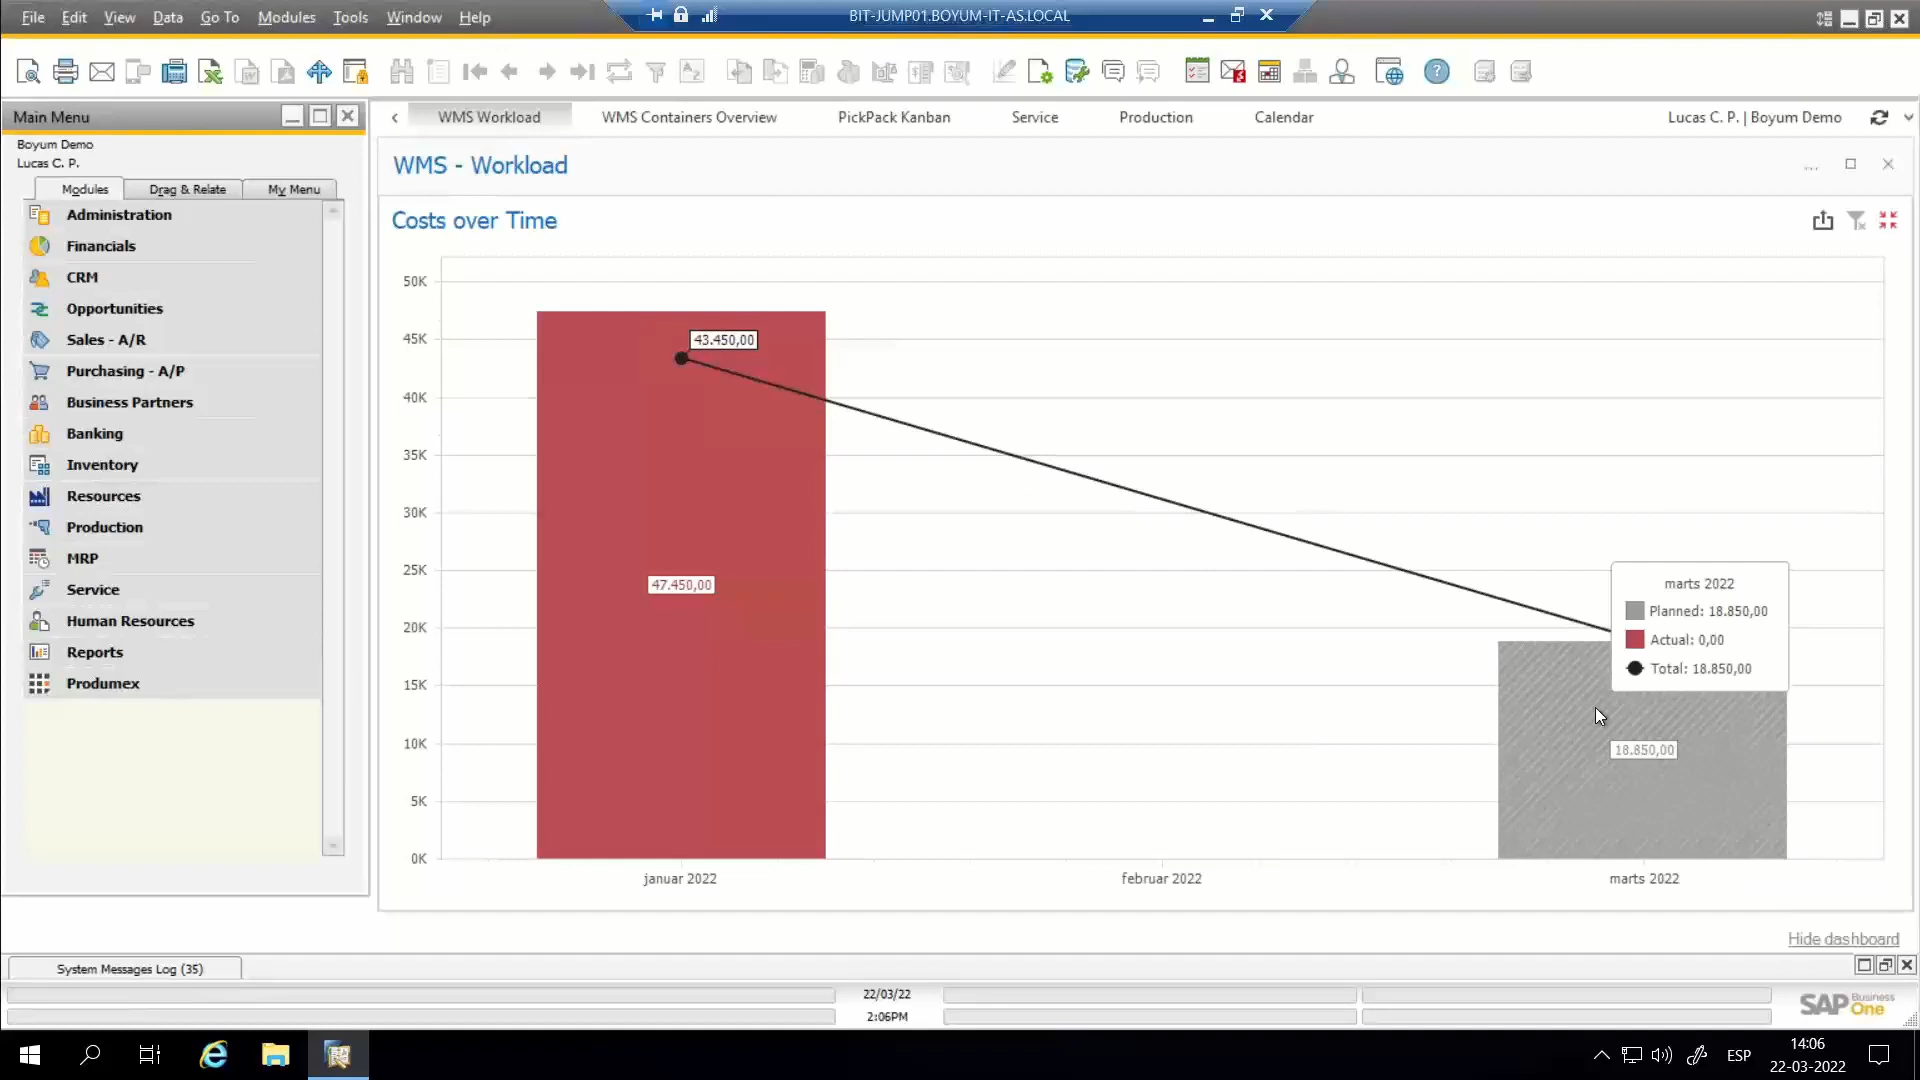 File Edit View Data Go To Modules Tools Window Help
BIT-JUMP01.BOYUM-IT-AS.LOCAL
Main Menu
Boyum Demo
Lucas C. P.
Modules Drag & Relate My Menu
Administration
Financials
CRM
Opportunities
Sales - A/R
Purchasing - A/P
Business Partners
Banking
Inventory
Resources
Production
MRP
Service
Human Resources
Reports
Produmex
WMS Workload WMS Containers Overview PickPack Kanban Service Production Calendar
Lucas C. P. | Boyum Demo
WMS - Workload
Costs over Time
50K
45K
40K
35K
30K
25K
20K
15K
10K
5K
0K
43.450,00
47.450,00
marts 2022
Planned: 18.850,00
Actual: 0,00
Total: 18.850,00
18.850,00
januar 2022 februar 2022 marts 2022
Hide dashboard
System Messages Log (35)
22/03/22
2:06PM
SAP Business One
ESP
14:06
22-03-2022